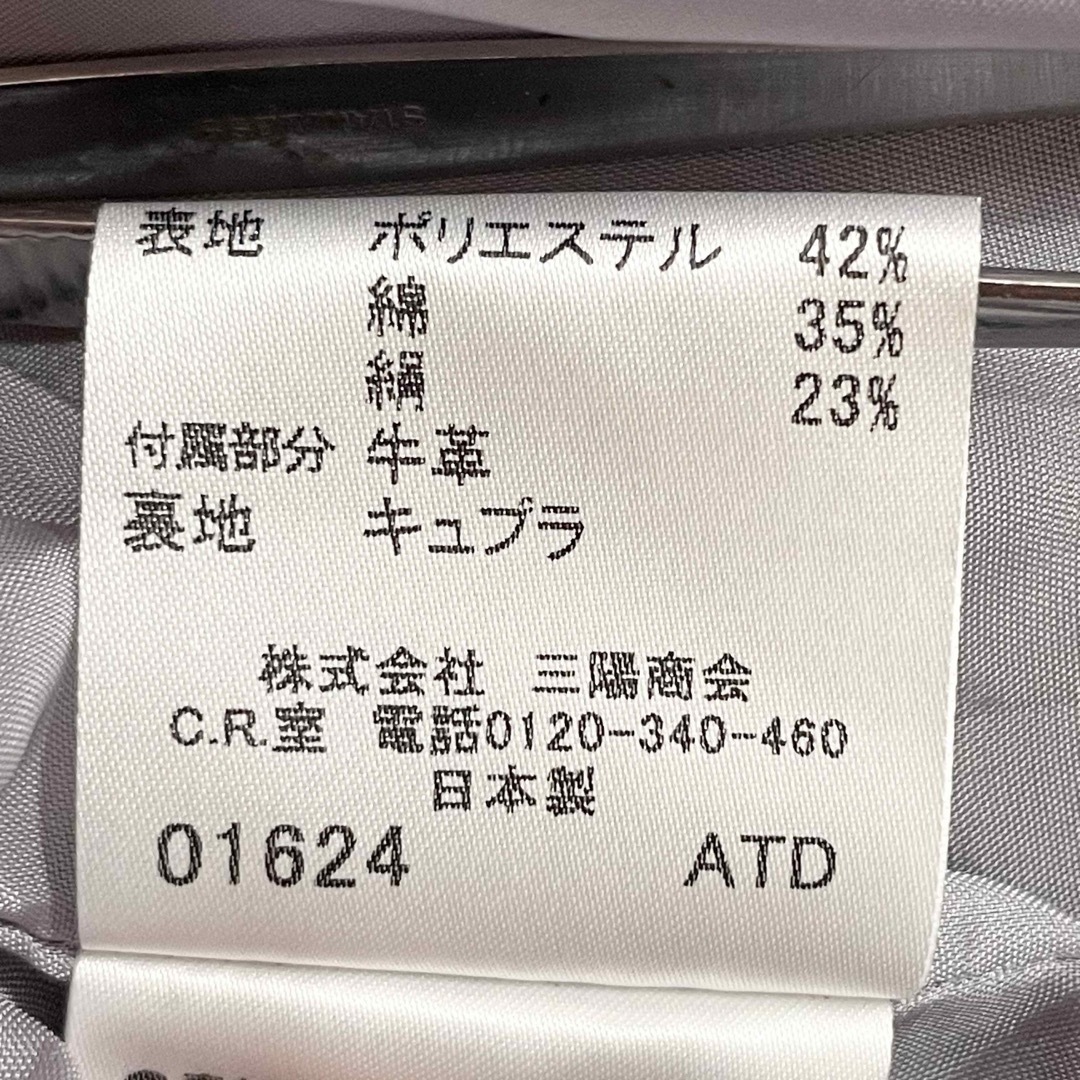 表地 ポリエステル 42%
綿 35%
絹 23%
付属部分 牛革
裏地 キュプラ
株式会社 三陽商会
C.R.室 電話0120-340-460
日本製
01624 ATD